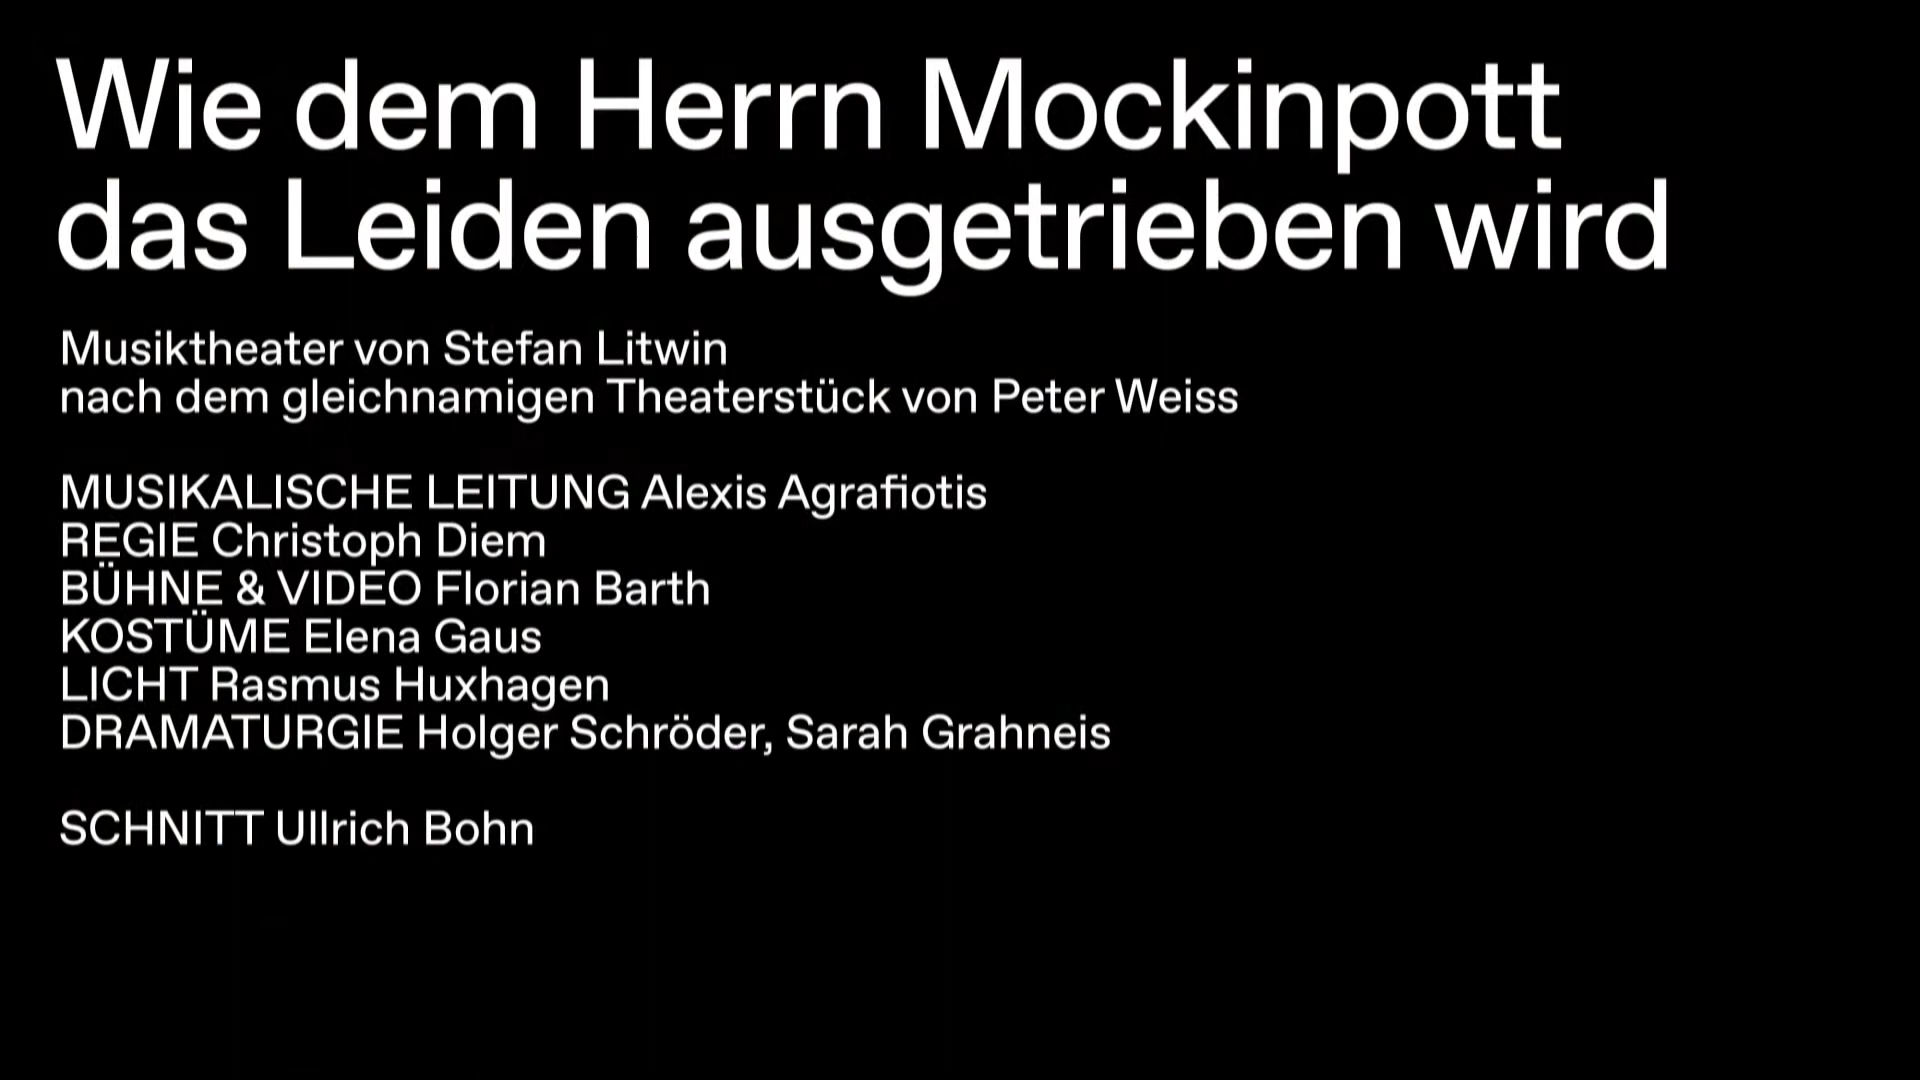 Wie dem Herrn Mockinpott
das Leiden ausgetrieben wird
Musiktheater von Stefan Litwin
nach dem gleichnamigen Theaterstück von Peter Weiss
MUSIKALISCHE LEITUNG Alexis Agrafiotis
REGIE Christoph Diem
BÜHNE & VIDEO Florian Barth
KOSTÜME Elena Gaus
LICHT Rasmus Huxhagen
DRAMATURGIE Holger Schröder, Sarah Grahneis
SCHNITT Ullrich Bohn